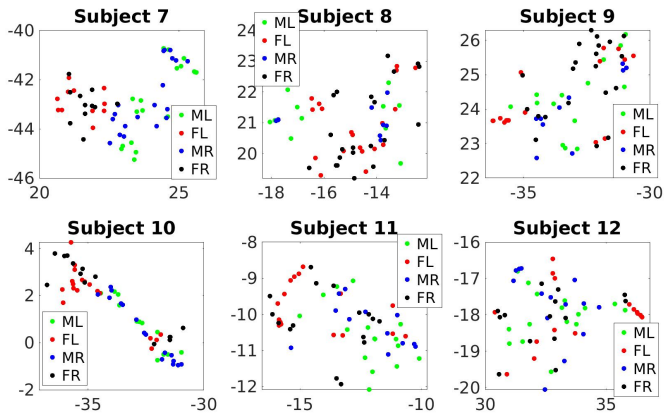 Subject 7
-40
-42
-44
-46
20
25
ML
FL
MR
FR
Subject 8
24
23
22
21
20
19
-18
-16
-14
ML
FL
MR
FR
Subject 9
26
25
24
23
22
-35
-30
ML
FL
MR
FR
Subject 10
4
2
0
-2
-35
-30
ML
FL
MR
FR
Subject 11
-8
-9
-10
-11
-12
-15
-10
ML
FL
MR
FR
Subject 12
-16
-17
-18
-19
-20
30
35
ML
FL
MR
FR